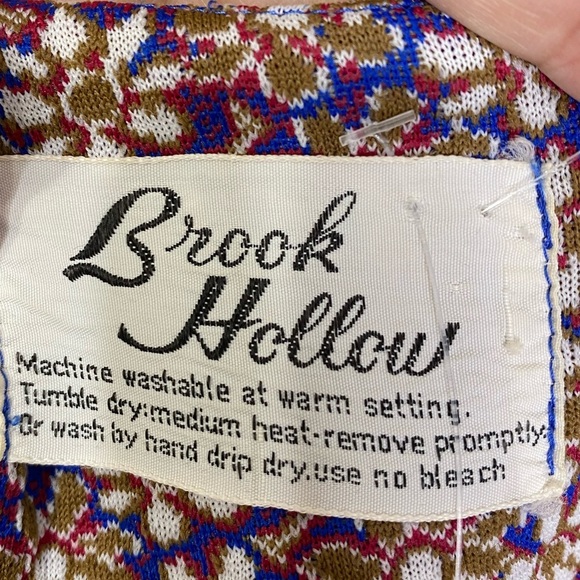 Brook
Hollow
Machine washable at warm setting.
Tumble dry:medium heat-remove promptly.
Or wash by hand drip dry.use no bleach